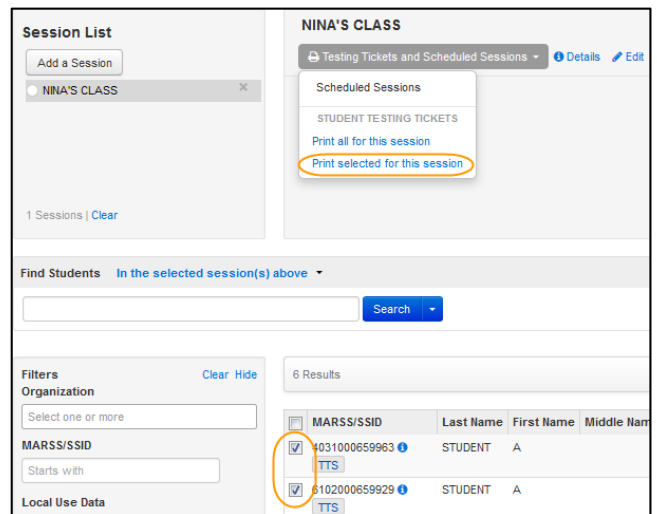 Session List
Add a Session
NINA'S CLASS
1 Sessions | Clear
NINA'S CLASS
Testing Tickets and Scheduled Sessions
Details
Edit
Scheduled Sessions
STUDENT TESTING TICKETS
Print all for this session
Print selected for this session
Find Students In the selected session(s) above
Search
Filters
Clear Hide
Organization
Select one or more
MARSS/SSID
Starts with
Local Use Data
6 Results
MARSS/SSID Last Name First Name Middle Nam
4031000659963 STUDENT A
TTS
6102000659929 STUDENT A
TTS